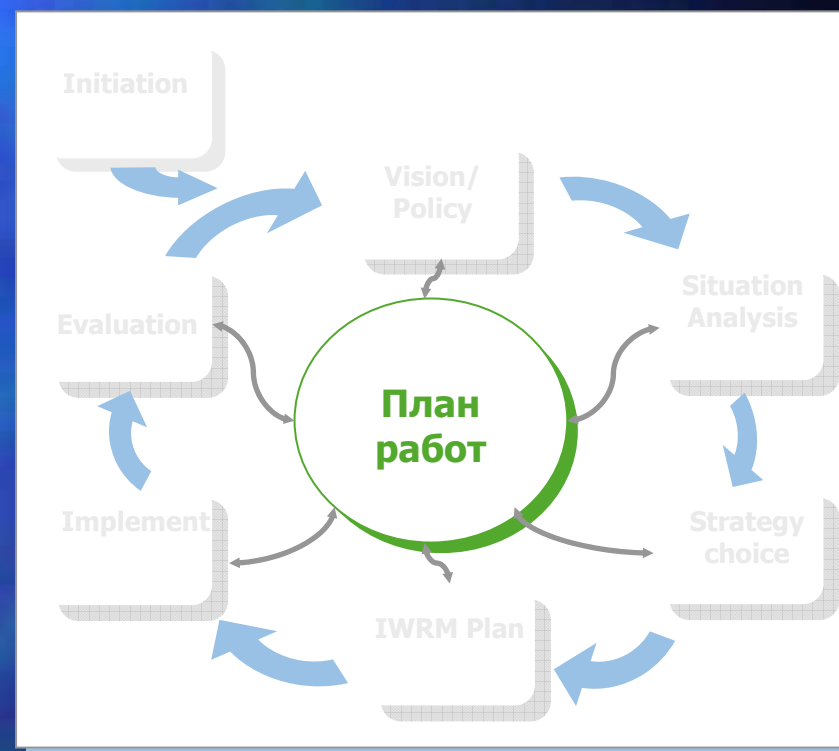 Initiation
Vision/
Policy
Situation
Analysis
Evaluation
План
работ
Implement
Strategy
choice
IWRM Plan